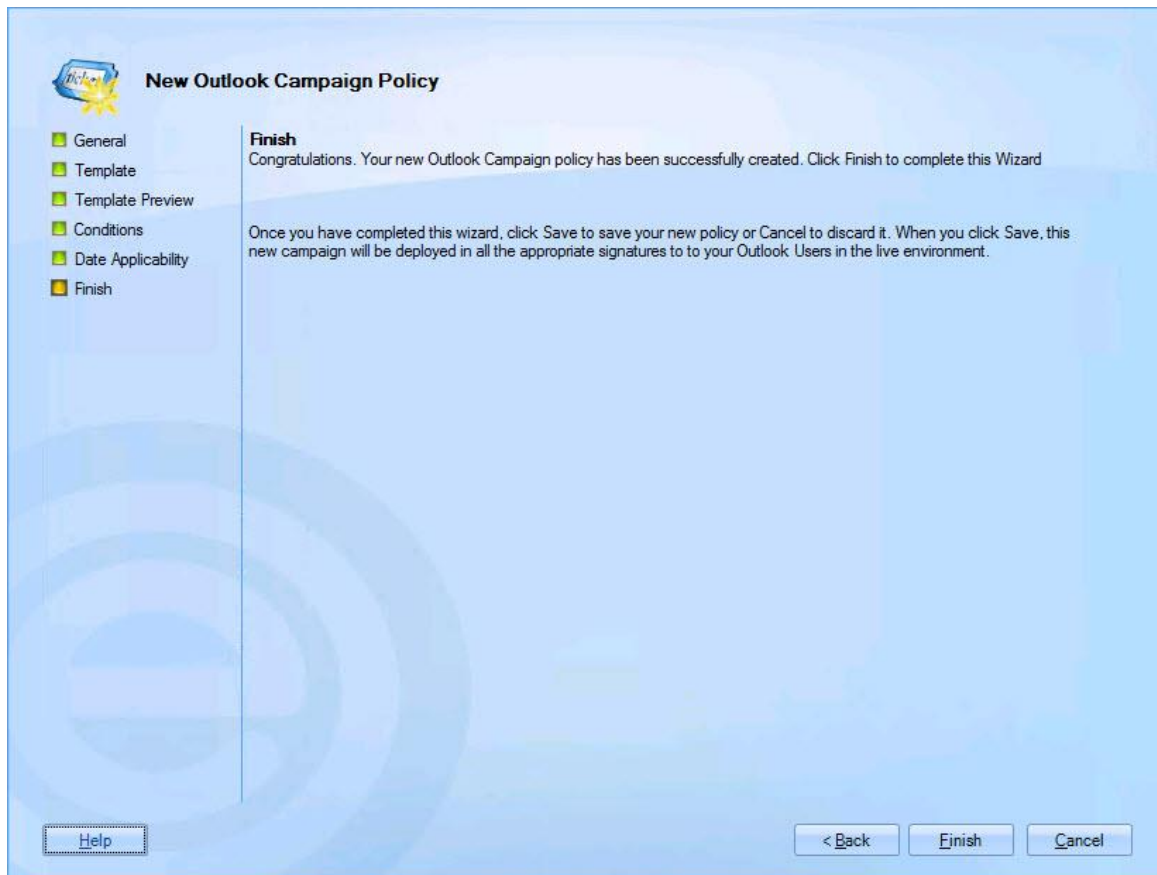 ticket
New Outlook Campaign Policy
General
Template
Template Preview
Conditions
Date Applicability
Finish
Finish
Congratulations. Your new Outlook Campaign policy has been successfully created. Click Finish to complete this Wizard
Once you have completed this wizard, click Save to save your new policy or Cancel to discard it. When you click Save, this
new campaign will be deployed in all the appropriate signatures to to your Outlook Users in the live environment.
Help
< Back
Finish
Cancel